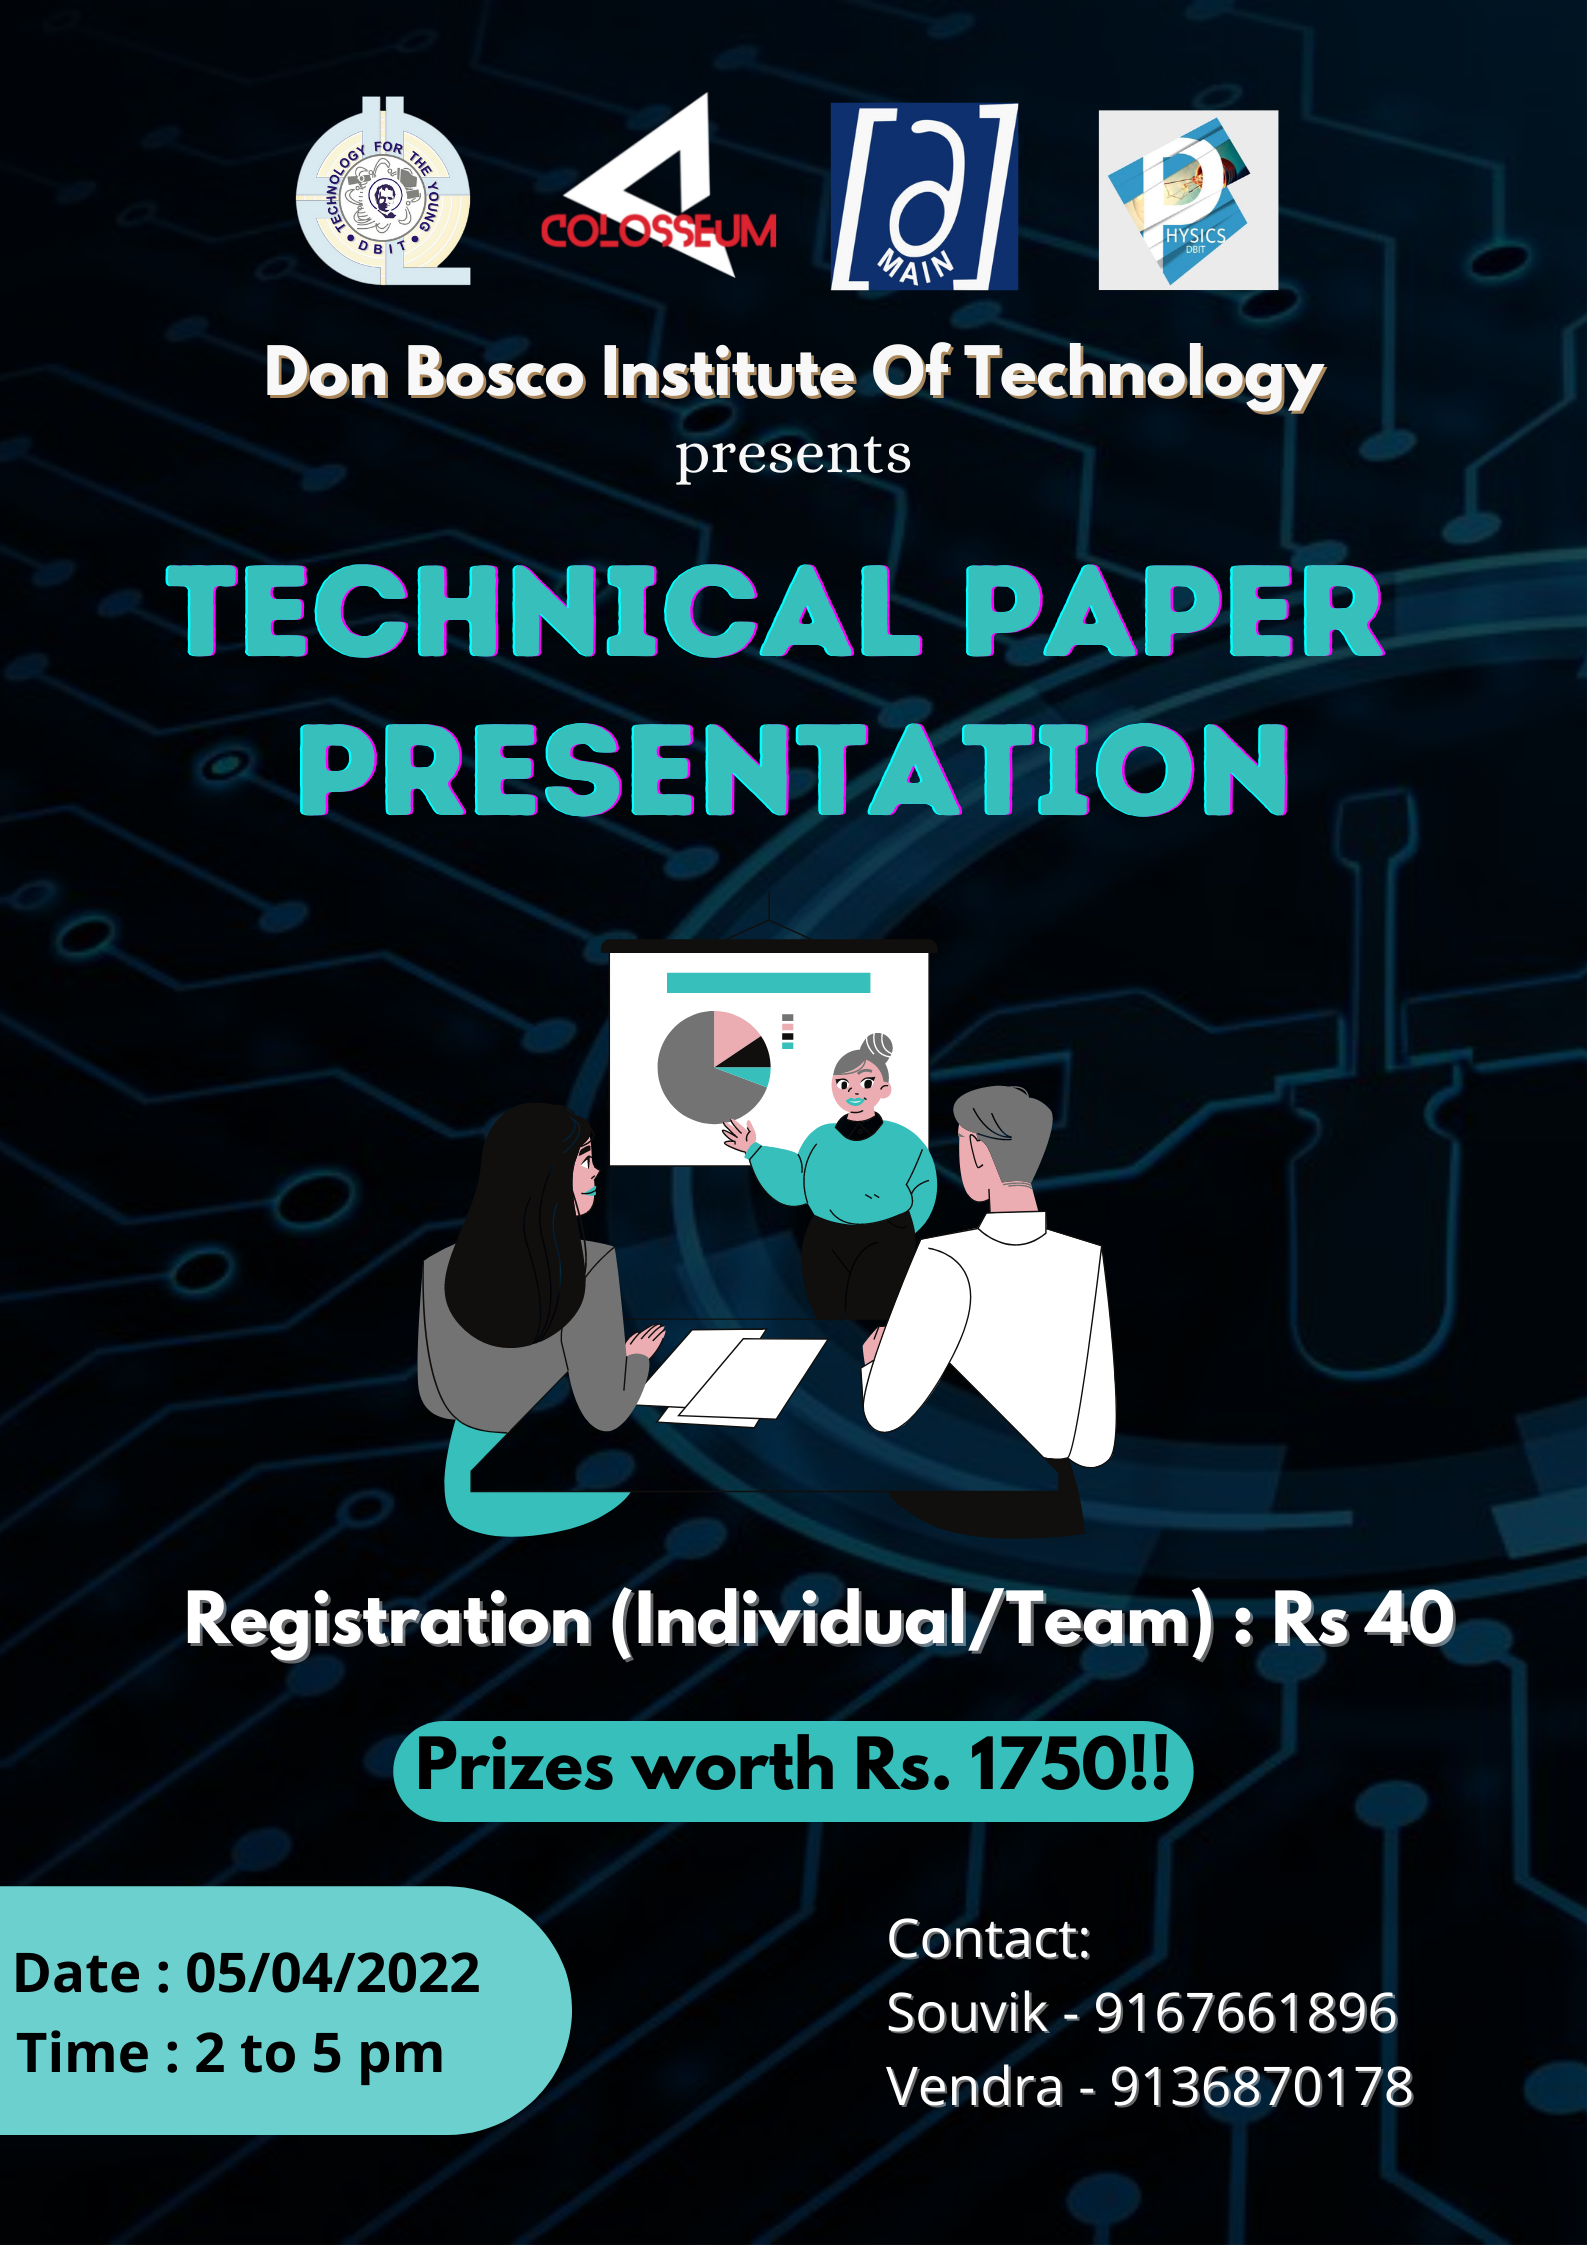 TECHNOLOGY FOR THE YOUNG
• DBIT •
COLOSSEUM
[∂]
MAIN
PHYSICS
DBIT
Don Bosco Institute Of Technology
presents
TECHNICAL PAPER
PRESENTATION
Registration (Individual/Team) : Rs 40
Prizes worth Rs. 1750!!
Date : 05/04/2022
Time : 2 to 5 pm
Contact:
Souvik - 9167661896
Vendra - 9136870178